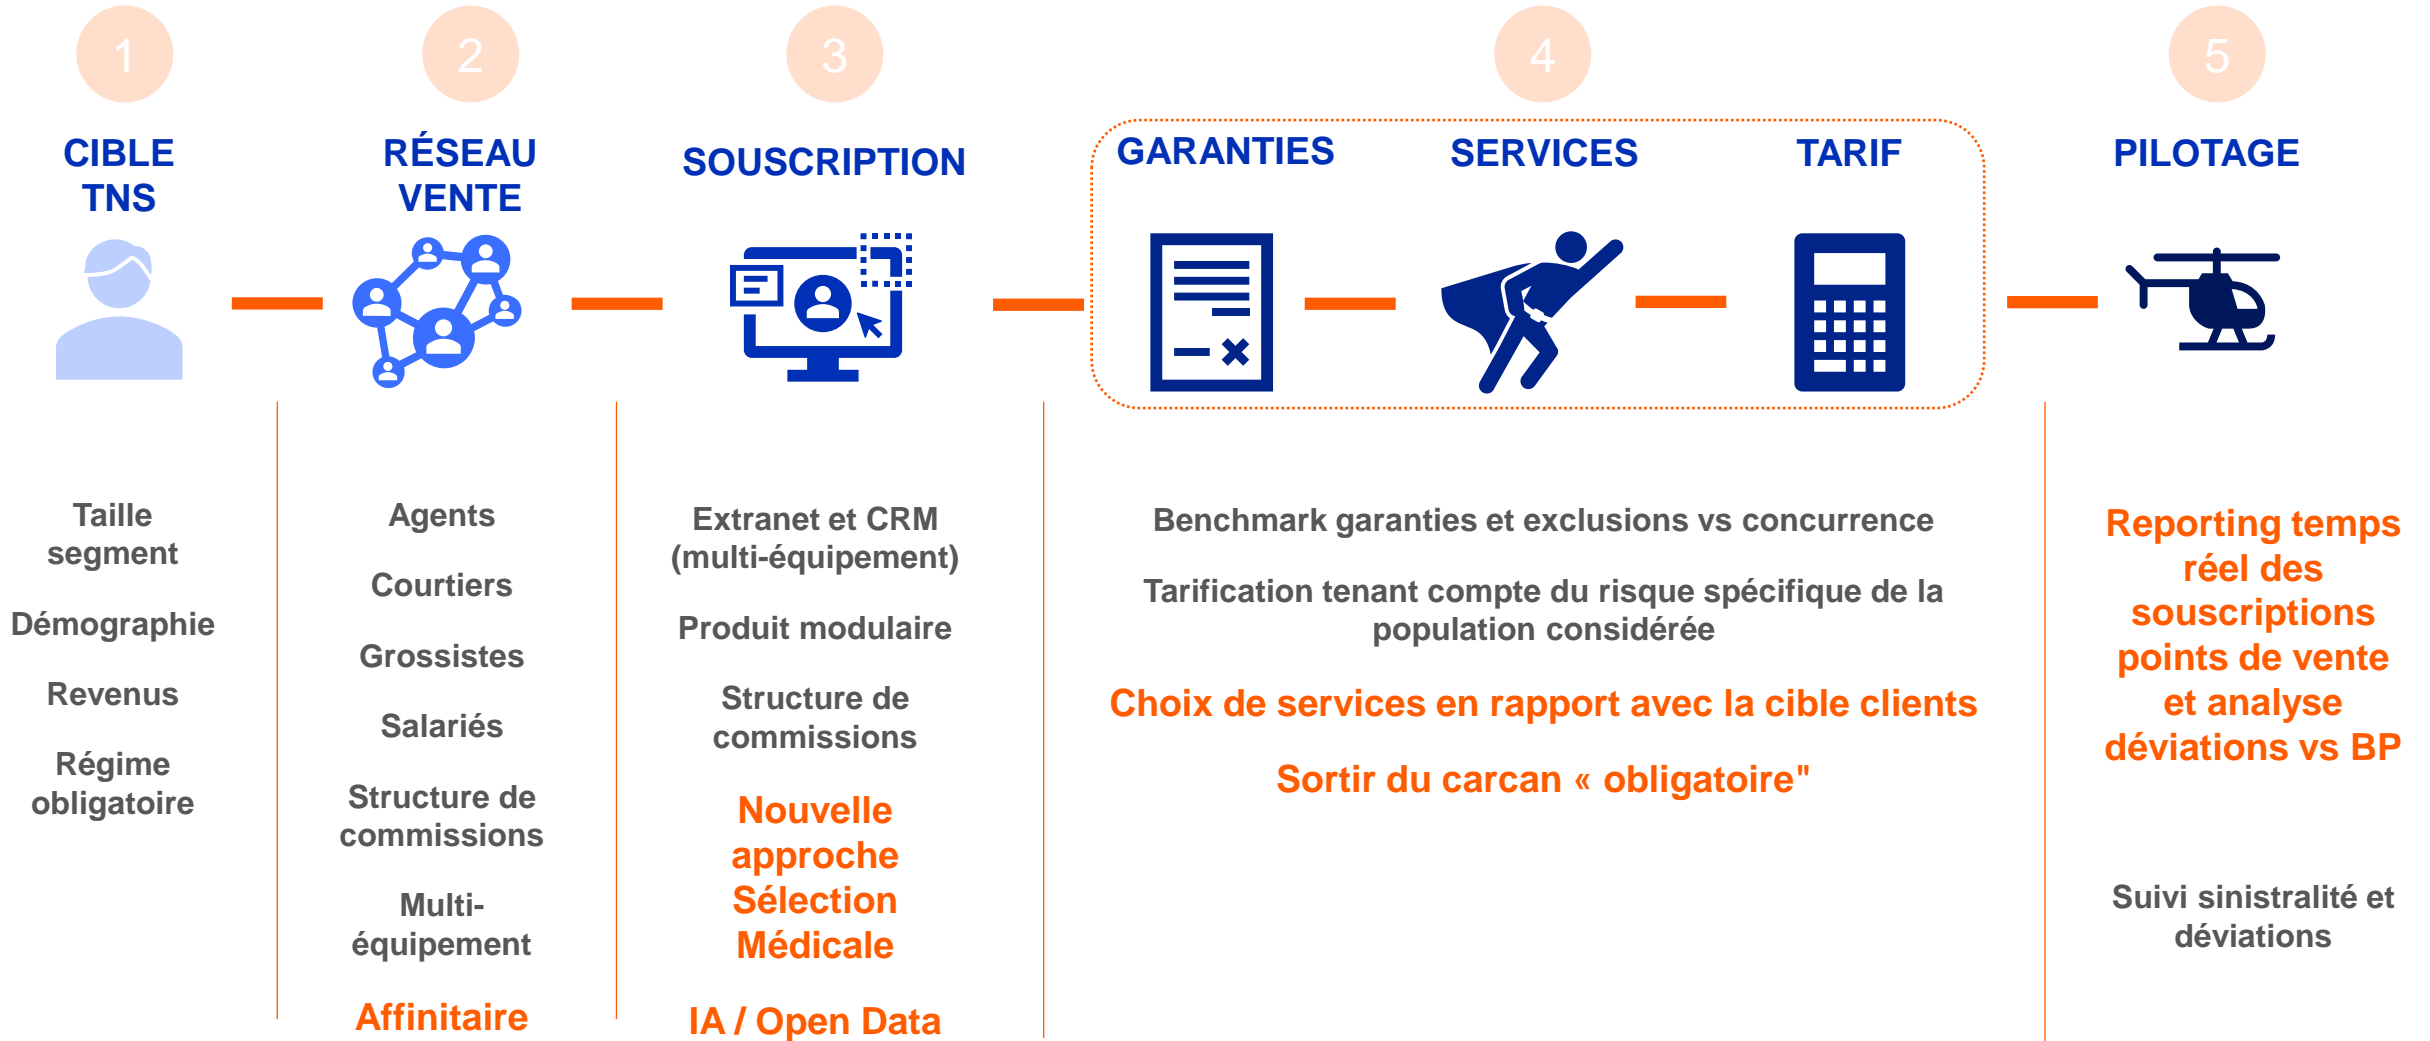 1
CIBLE
TNS
Taille
segment
Démographie
Revenus
Régime
obligatoire
2
RÉSEAU
VENTE
Agents
Courtiers
Grossistes
Salariés
Structure de
commissions
Multi-
équipement
Affinitaire
3
SOUSCRIPTION
Extranet et CRM
(multi-équipement)
Produit modulaire
Structure de
commissions
Nouvelle
approche
Sélection
Médicale
IA / Open Data
4
GARANTIES
SERVICES
TARIF
Benchmark garanties et exclusions vs concurrence
Tarification tenant compte du risque spécifique de la
population considérée
Choix de services en rapport avec la cible clients
Sortir du carcan « obligatoire"
5
PILOTAGE
Reporting temps
réel des
souscriptions
points de vente
et analyse
déviations vs BP
Suivi sinistralité et
déviations